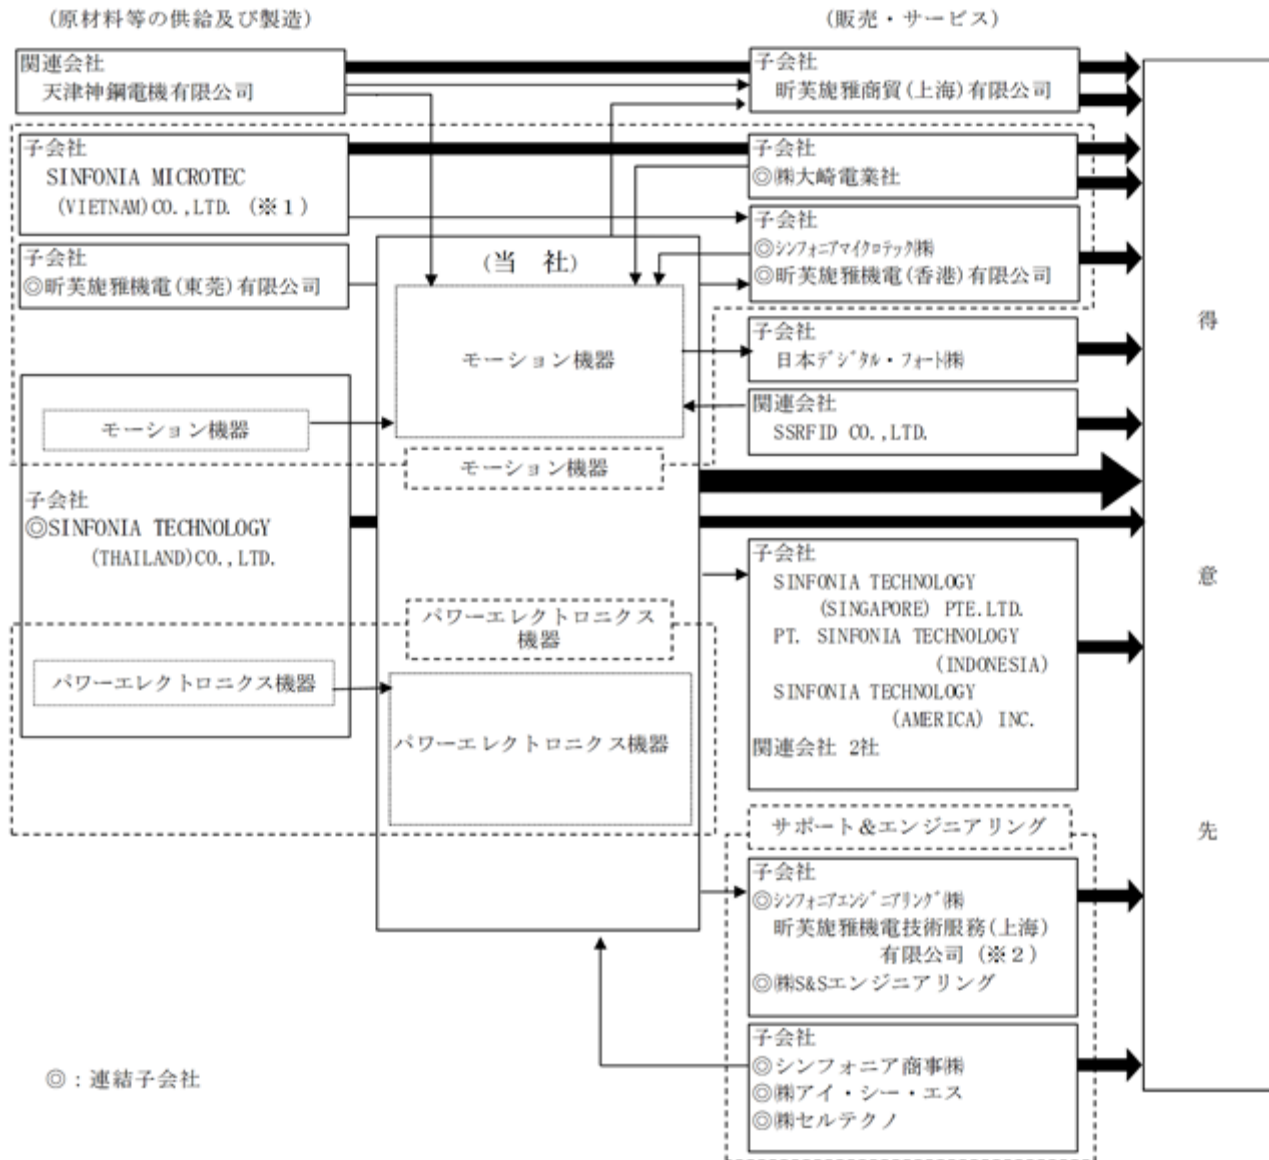 (原材料等の供給及び製造)
(販売・サービス)
関連会社
天津神鋼電機有限公司
子会社
SINFONIA MICROTEC
(VIETNAM)CO.,LTD. (※1)
子会社
◎昕芙旎雅機電(東莞)有限公司
モーション機器
子会社
◎SINFONIA TECHNOLOGY
(THAILAND)CO.,LTD.
パワーエレクトロニクス機器
(当 社)
モーション機器
モーション機器
パワーエレクトロニクス
機器
パワーエレクトロニクス機器
子会社
昕芙旎雅商貿(上海)有限公司
子会社
◎㈱大崎電業社
子会社
◎シンフォニアマイクロテック㈱
◎昕芙旎雅機電(香港)有限公司
子会社
日本デジタル・フォート㈱
関連会社
SSRFID CO.,LTD.
子会社
SINFONIA TECHNOLOGY
(SINGAPORE) PTE.LTD.
PT. SINFONIA TECHNOLOGY
(INDONESIA)
SINFONIA TECHNOLOGY
(AMERICA) INC.
関連会社 2社
サポート&エンジニアリング
子会社
◎シンフォニアエンジニアリング㈱
昕芙旎雅機電技術服務(上海)
有限公司 (※2)
◎㈱S&Sエンジニアリング
子会社
◎シンフォニア商事㈱
◎㈱アイ・シー・エス
◎㈱セルテクノ
得
意
先
◎:連結子会社